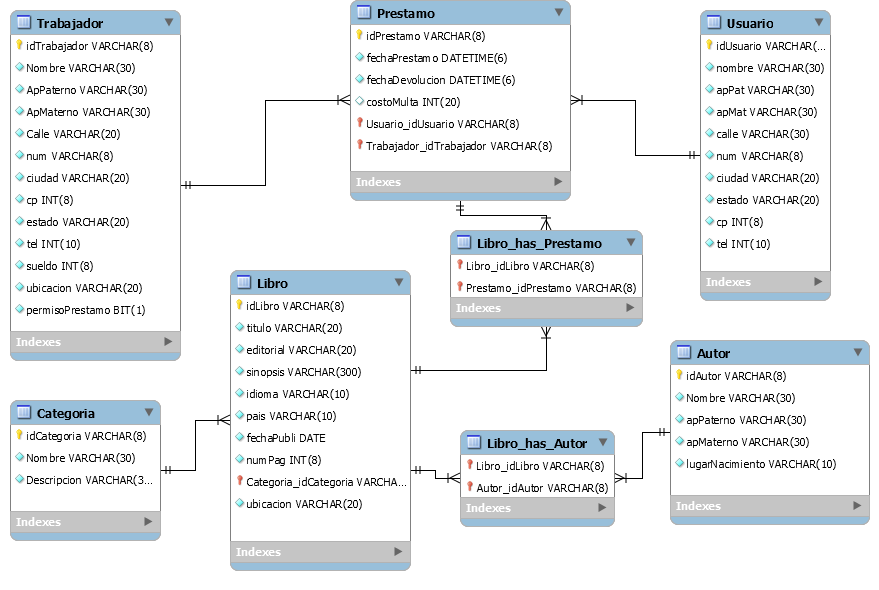 Trabajador
idTrabajador VARCHAR(8)
Nombre VARCHAR(30)
ApPaterno VARCHAR(30)
ApMaterno VARCHAR(30)
Calle VARCHAR(20)
num VARCHAR(8)
ciudad VARCHAR(20)
cp INT(8)
estado VARCHAR(20)
tel INT(10)
sueldo INT(8)
ubicacion VARCHAR(20)
permisoPrestamo BIT(1)
Indexes
Prestamo
idPrestamo VARCHAR(8)
fechaPrestamo DATETIME(6)
fechaDevolucion DATETIME(6)
costoMulta INT(20)
Usuario_idUsuario VARCHAR(8)
Trabajador_idTrabajador VARCHAR(8)
Indexes
Usuario
idUsuario VARCHAR(...
nombre VARCHAR(30)
apPat VARCHAR(30)
apMat VARCHAR(30)
calle VARCHAR(30)
num VARCHAR(8)
ciudad VARCHAR(20)
estado VARCHAR(20)
cp INT(8)
tel INT(10)
Indexes
Libro_has_Prestamo
Libro_idLibro VARCHAR(8)
Prestamo_idPrestamo VARCHAR(8)
Indexes
Libro
idLibro VARCHAR(8)
titulo VARCHAR(20)
editorial VARCHAR(20)
sinopsis VARCHAR(300)
idioma VARCHAR(10)
pais VARCHAR(10)
fechaPubli DATE
numPag INT(8)
Categoria_idCategoria VARCHA...
ubicacion VARCHAR(20)
Indexes
Categoria
idCategoria VARCHAR(8)
Nombre VARCHAR(30)
Descripcion VARCHAR(3...
Indexes
Libro_has_Autor
Libro_idLibro VARCHAR(8)
Autor_idAutor VARCHAR(8)
Indexes
Autor
idAutor VARCHAR(8)
Nombre VARCHAR(30)
apPaterno VARCHAR(30)
apMaterno VARCHAR(30)
lugarNacimiento VARCHAR(10)
Indexes